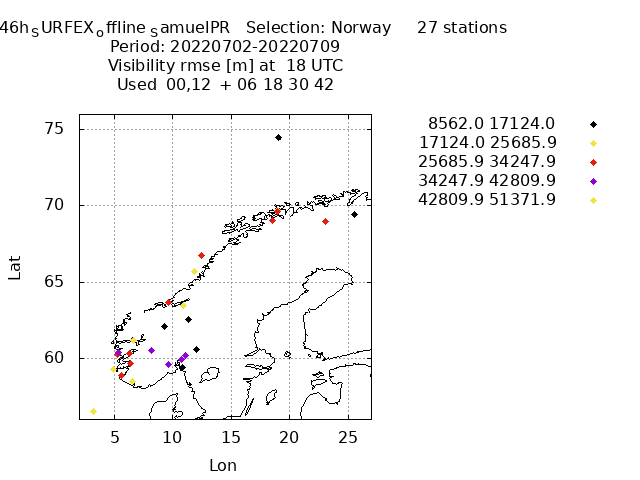 46hSURFEXoffline SamuelPR Selection: Norway 27 stations
Period: 20220702-20220709
Visibility rmse [m] at 18 UTC
Used 00,12 + 06 18 30 42
8562.0 17124.0
17124.0 25685.9
25685.9 34247.9
34247.9 42809.9
42809.9 51371.9
75
70
65
60
Lat
5 10 15 20 25
Lon